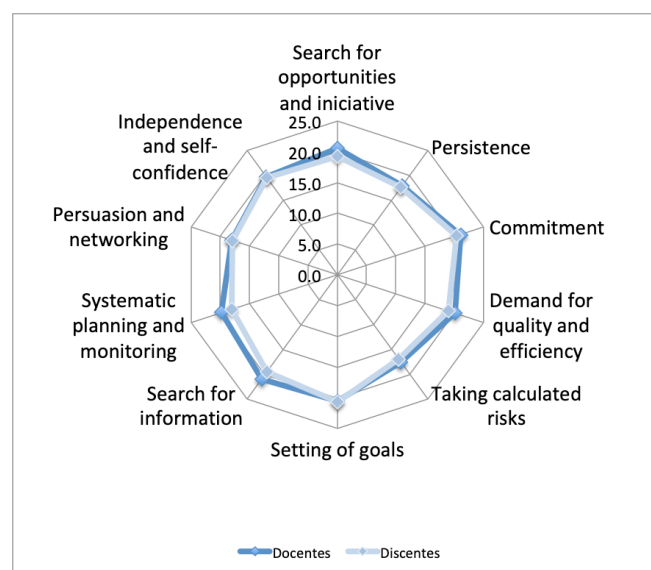 Search for
opportunities
and iniciative
Independence
and self-
confidence
Persistence
Persuasion and
networking
Commitment
Systematic
planning and
monitoring
Demand for
quality and
efficiency
Search for
information
Taking calculated
risks
Setting of goals
25.0
20.0
15.0
10.0
5.0
0.0
Docentes
Discentes